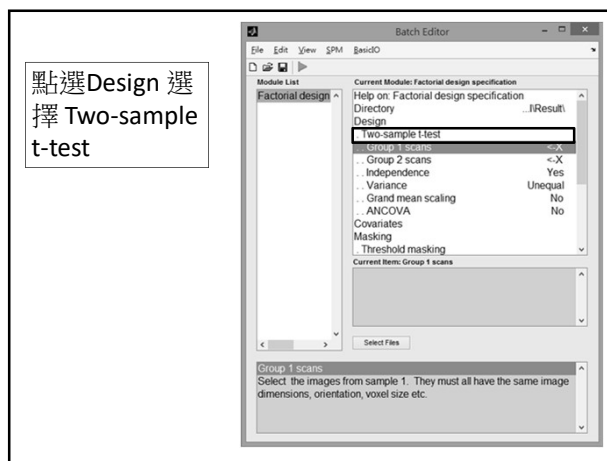 點選Design 選
擇 Two-sample
t-test
Batch Editor
File Edit View SPM BasicIO
Module List
Factorial design
Current Module: Factorial design specification
Help on: Factorial design specification
Directory ...I\Result\
Design
. Two-sample t-test
. . Group 1 scans <-X
. . Group 2 scans <-X
. . Independence Yes
. . Variance Unequal
. . Grand mean scaling No
. . ANCOVA No
Covariates
Masking
. Threshold masking
Current Item: Group 1 scans
Select Files
Group 1 scans
Select the images from sample 1. They must all have the same image
dimensions, orientation, voxel size etc.